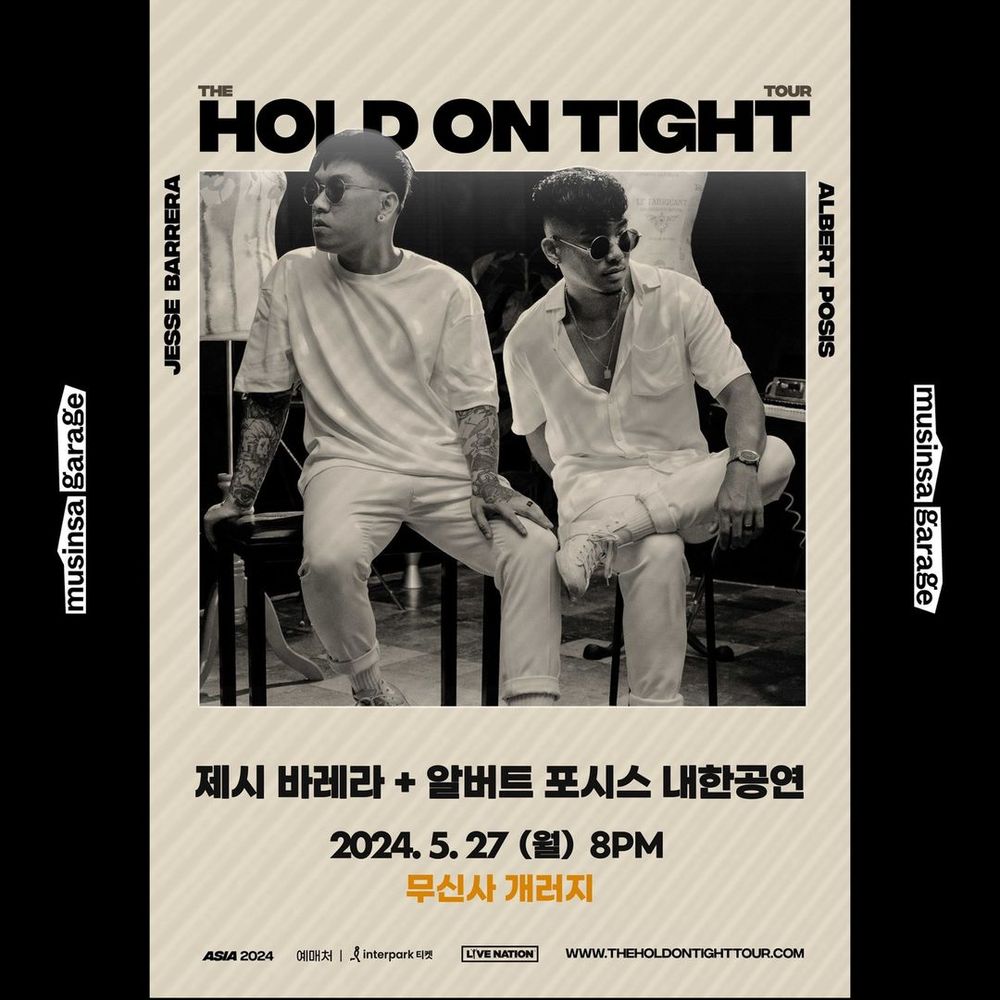 THE TOUR
HOLD ON TIGHT
JESSE BARRERA
ALBERT POSIS
LE FABRICANT
musinsa garage
musinsa garage
제시 바레라 + 알버트 포시스 내한공연
2024. 5. 27 (월) 8PM
무신사 개러지
ASIA 2024 예매처 | interpark 티켓 LIVE NATION WWW.THEHOLDONTIGHTTOUR.COM